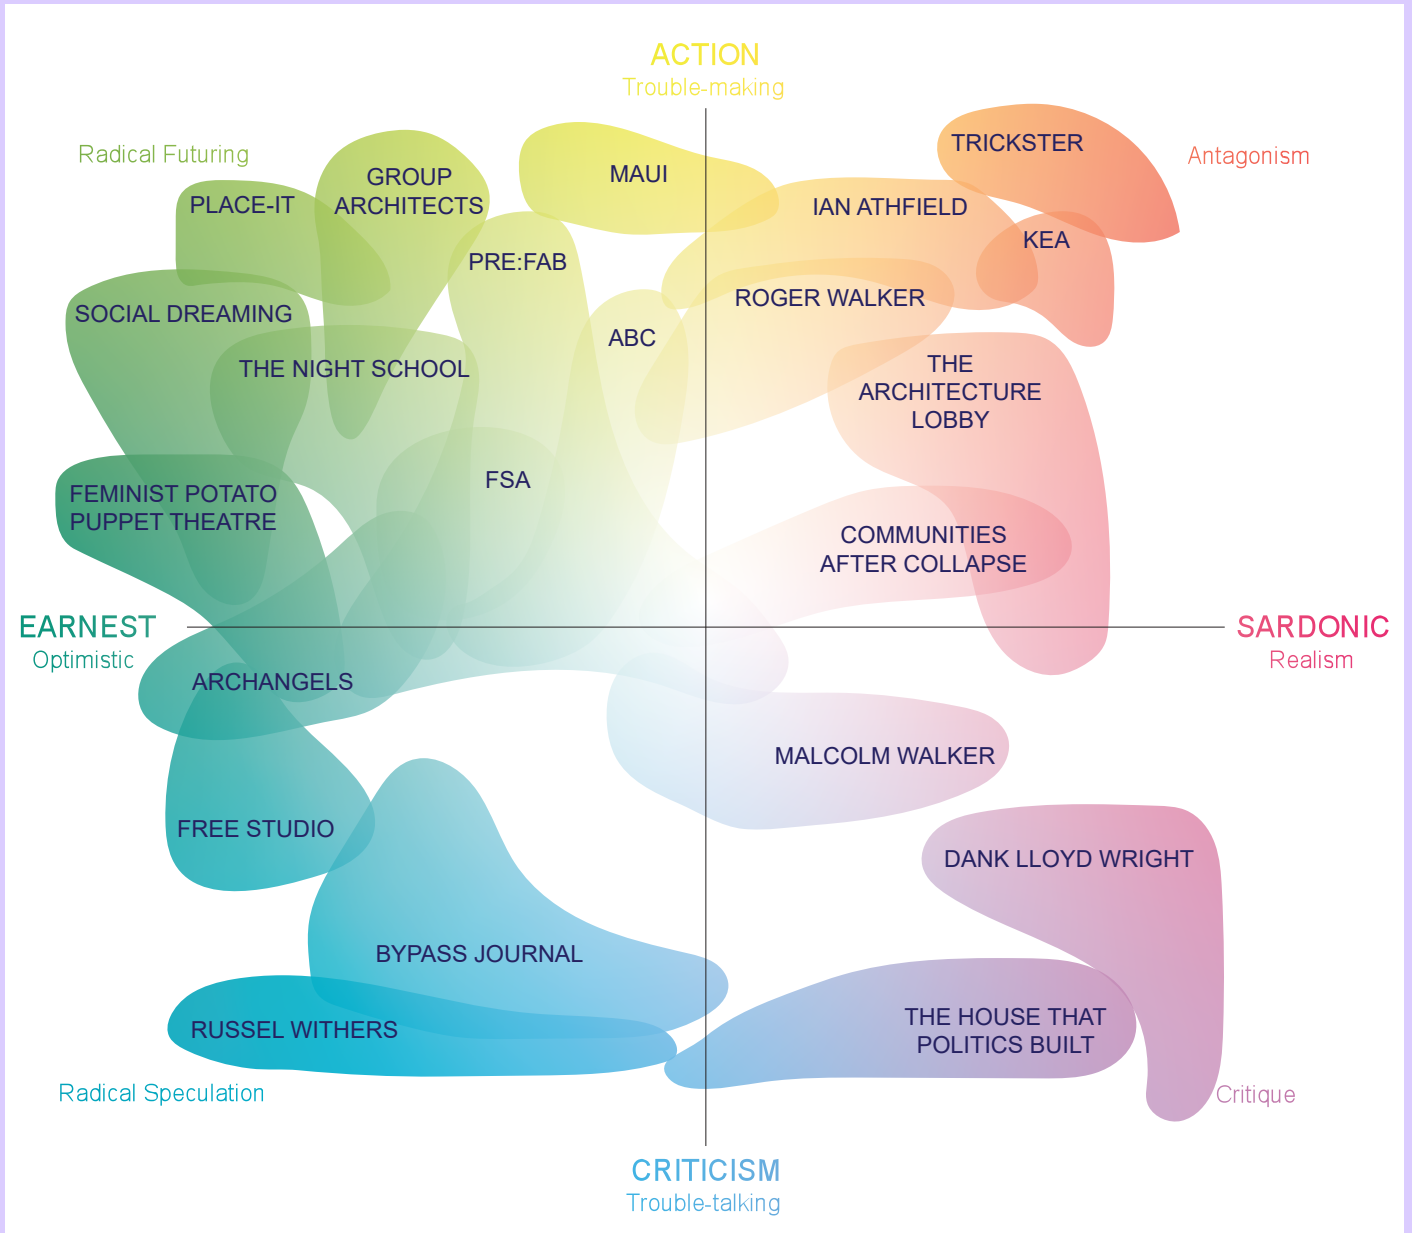 ACTION
Trouble-making
TRICKSTER
Radical Futuring
Antagonism
GROUP
ARCHITECTS
MAUI
PLACE-IT
IAN ATHFIELD
KEA
PRE:FAB
ROGER WALKER
SOCIAL DREAMING
ABC
THE NIGHT SCHOOL
THE
ARCHITECTURE
LOBBY
FSA
FEMINIST POTATO
PUPPET THEATRE
COMMUNITIES
AFTER COLLAPSE
EARNEST
Optimistic
SARDONIC
Realism
ARCHANGELS
MALCOLM WALKER
FREE STUDIO
DANK LLOYD WRIGHT
BYPASS JOURNAL
RUSSEL WITHERS
THE HOUSE THAT
POLITICS BUILT
Radical Speculation
Critique
CRITICISM
Trouble-talking